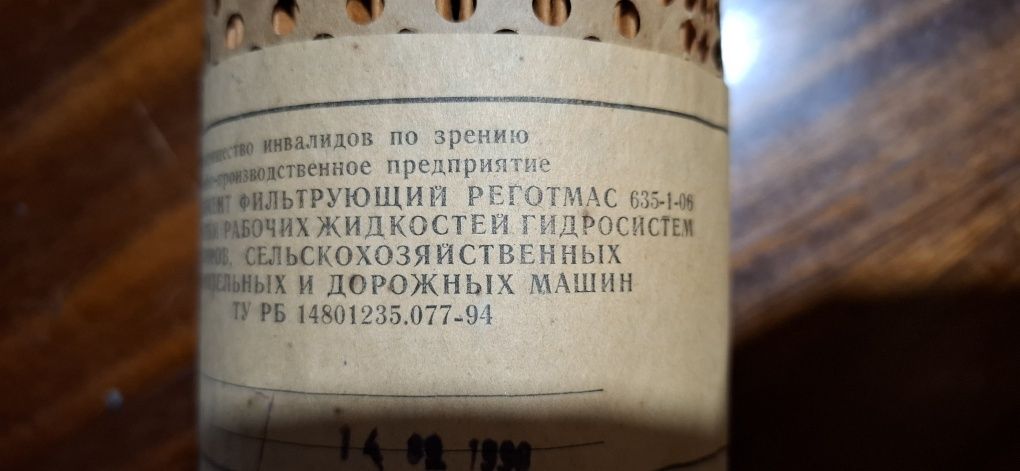 инвалидов по зрению
производственное предприятие
ФИЛЬТРУЮЩИЙ РЕГОТМАС 635-1-06
РАБОЧИХ ЖИДКОСТЕЙ ГИДРОСИСТЕМ
СЕЛЬСКОХОЗЯЙСТВЕННЫХ
И ДОРОЖНЫХ МАШИН
ТУ РБ 14801235.077-94
14